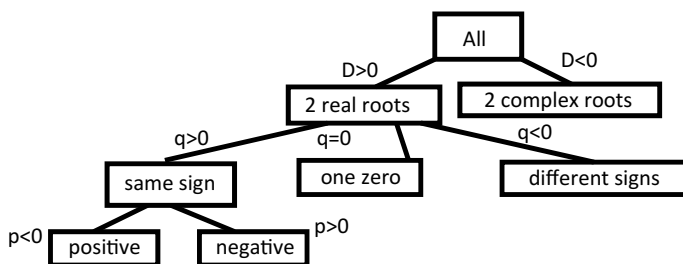 All
D>0
D<0
2 real roots
2 complex roots
q>0
q=0
q<0
same sign
one zero
different signs
p<0
positive
negative
p>0